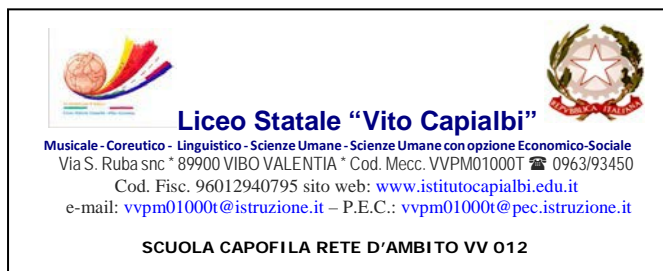 Liceo Statale “Vito Capialbi”
Musicale - Coreutico - Linguistico - Scienze Umane - Scienze Umane con opzione Economico-Sociale
Via S. Ruba snc * 89900 VIBO VALENTIA * Cod. Mecc. VVPM01000T ☎ 0963/93450
Cod. Fisc. 96012940795 sito web: www.istitutocapialbi.edu.it
e-mail: vvpm01000t@istruzione.it – P.E.C.: vvpm01000t@pec.istruzione.it
SCUOLA CAPOFILA RETE D’AMBITO VV 012